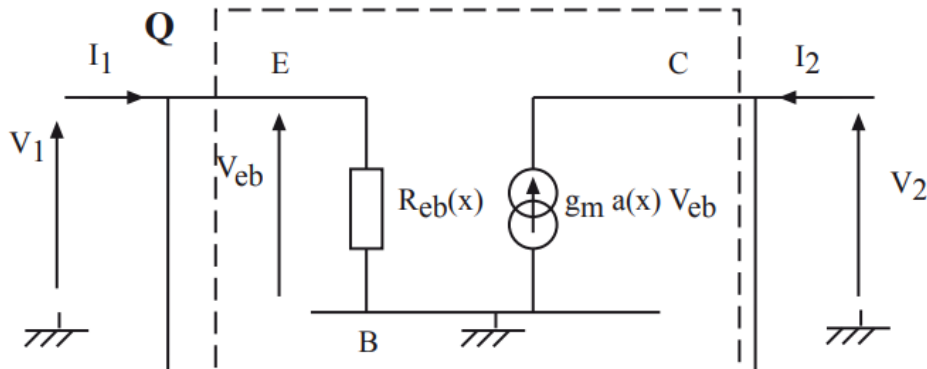 Q
I1
E
C
I2
V1
Veb
Reb(x)
gm a(x) Veb
V2
B